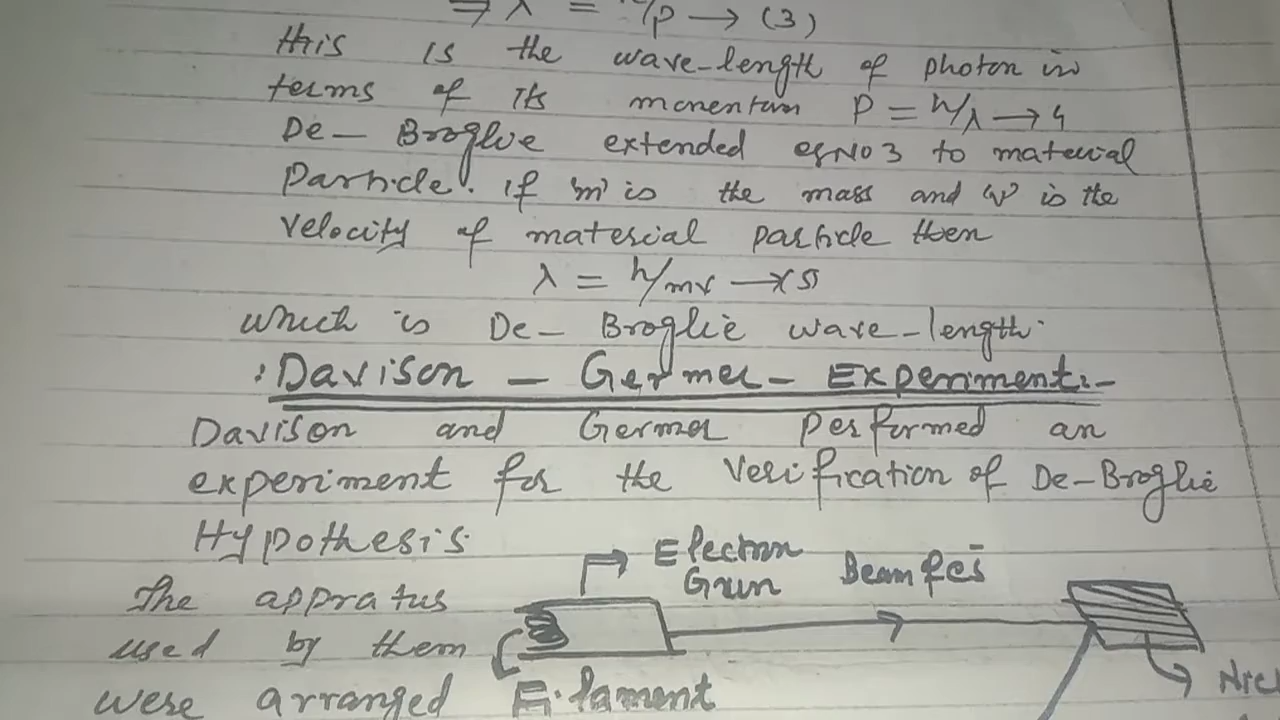 ⇒ λ = h/p → (3)
this is the wave-length of photon in
terms of its momentum P = h/λ → 4
De- Broglie extended eqNO3 to material
Particle. if 'm' is the mass and 'v' is the
velocity of material particle then
λ = h/mv → (5)
which is De- Broglie wave-length.
:Davison - Germer- Experiment:-
Davison and Germer performed an
experiment for the verification of De-Broglie
Hypothesis.
Electron
Gun
Beam of es
The appratus
used by them
were arranged
Filament